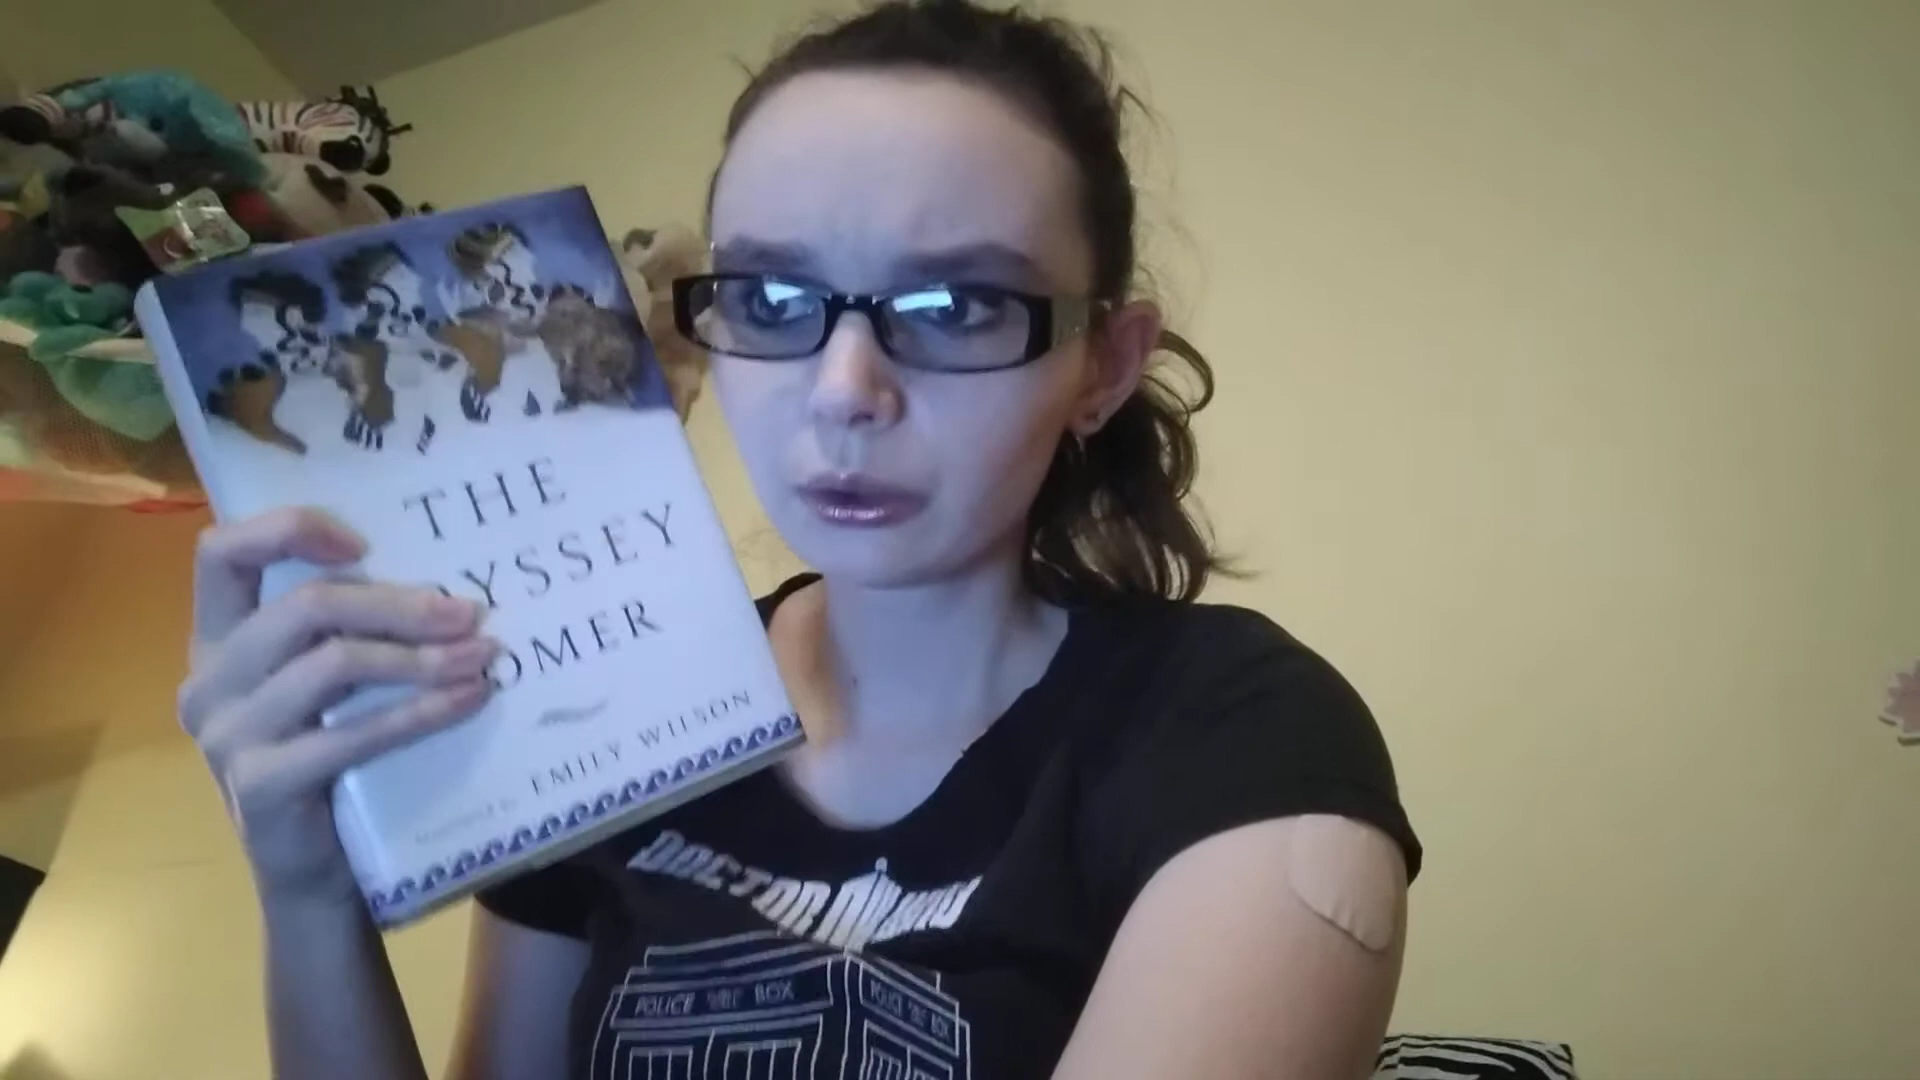 THE
YSSEY
OMER
EMILY WILSON
DOCTOR WHO
POLICE BOX
POLICE BOX